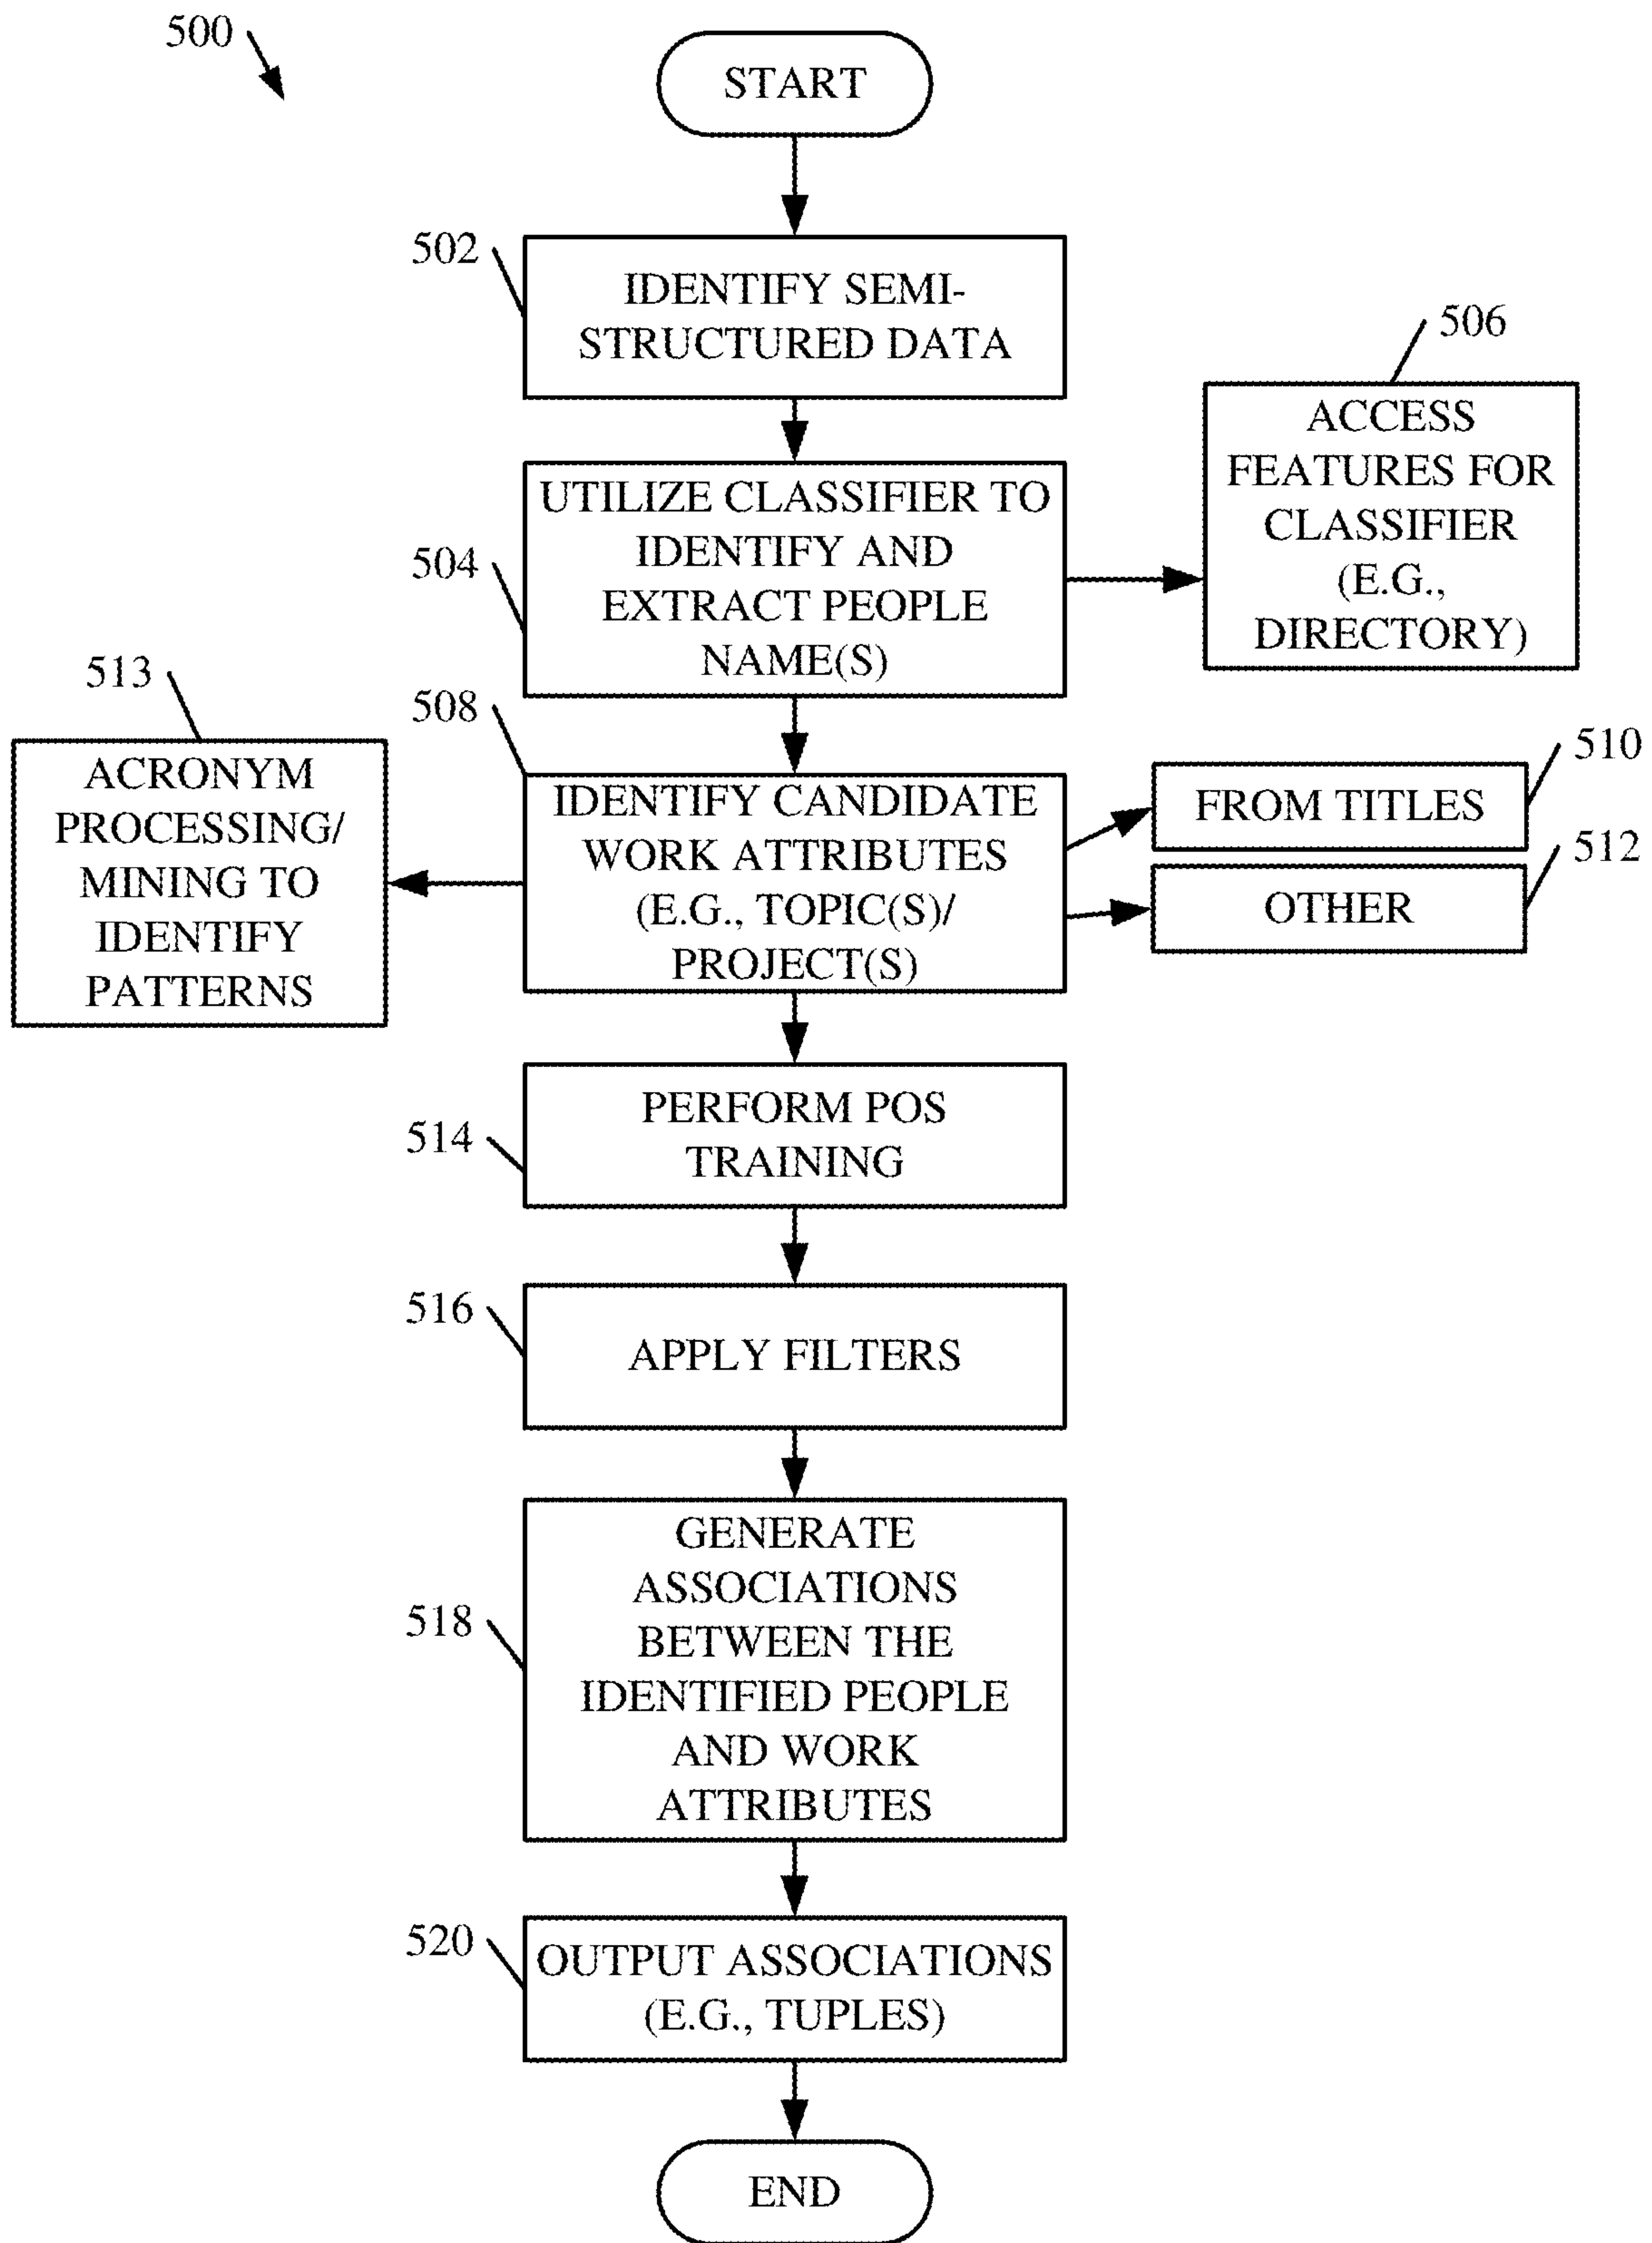 500
START
502
IDENTIFY SEMI-
STRUCTURED DATA
506
ACCESS
FEATURES FOR
CLASSIFIER
(E.G.,
DIRECTORY)
504
UTILIZE CLASSIFIER TO
IDENTIFY AND
EXTRACT PEOPLE
NAME(S)
513
ACRONYM
PROCESSING/
MINING TO
IDENTIFY
PATTERNS
508
IDENTIFY CANDIDATE
WORK ATTRIBUTES
(E.G., TOPIC(S)/
PROJECT(S)
510
FROM TITLES
512
OTHER
514
PERFORM POS
TRAINING
516
APPLY FILTERS
518
GENERATE
ASSOCIATIONS
BETWEEN THE
IDENTIFIED PEOPLE
AND WORK
ATTRIBUTES
520
OUTPUT ASSOCIATIONS
(E.G., TUPLES)
END